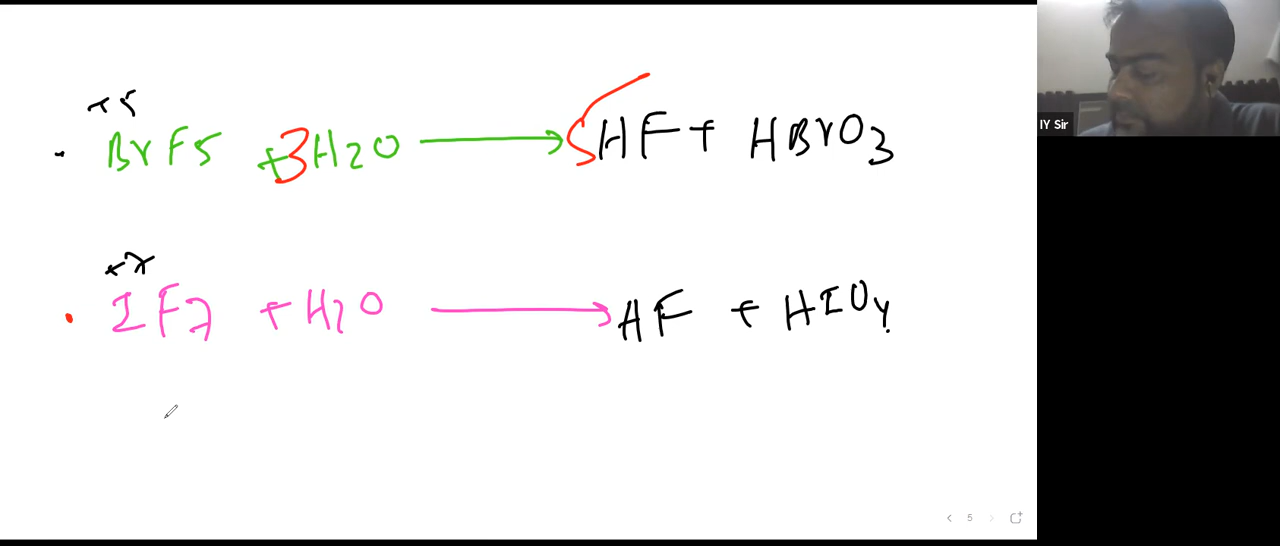 +5
BrF5 + 3H2O → 5HF + HBrO3
IY Sir
+7
• IF7 + H2O → HF + HIO4
5